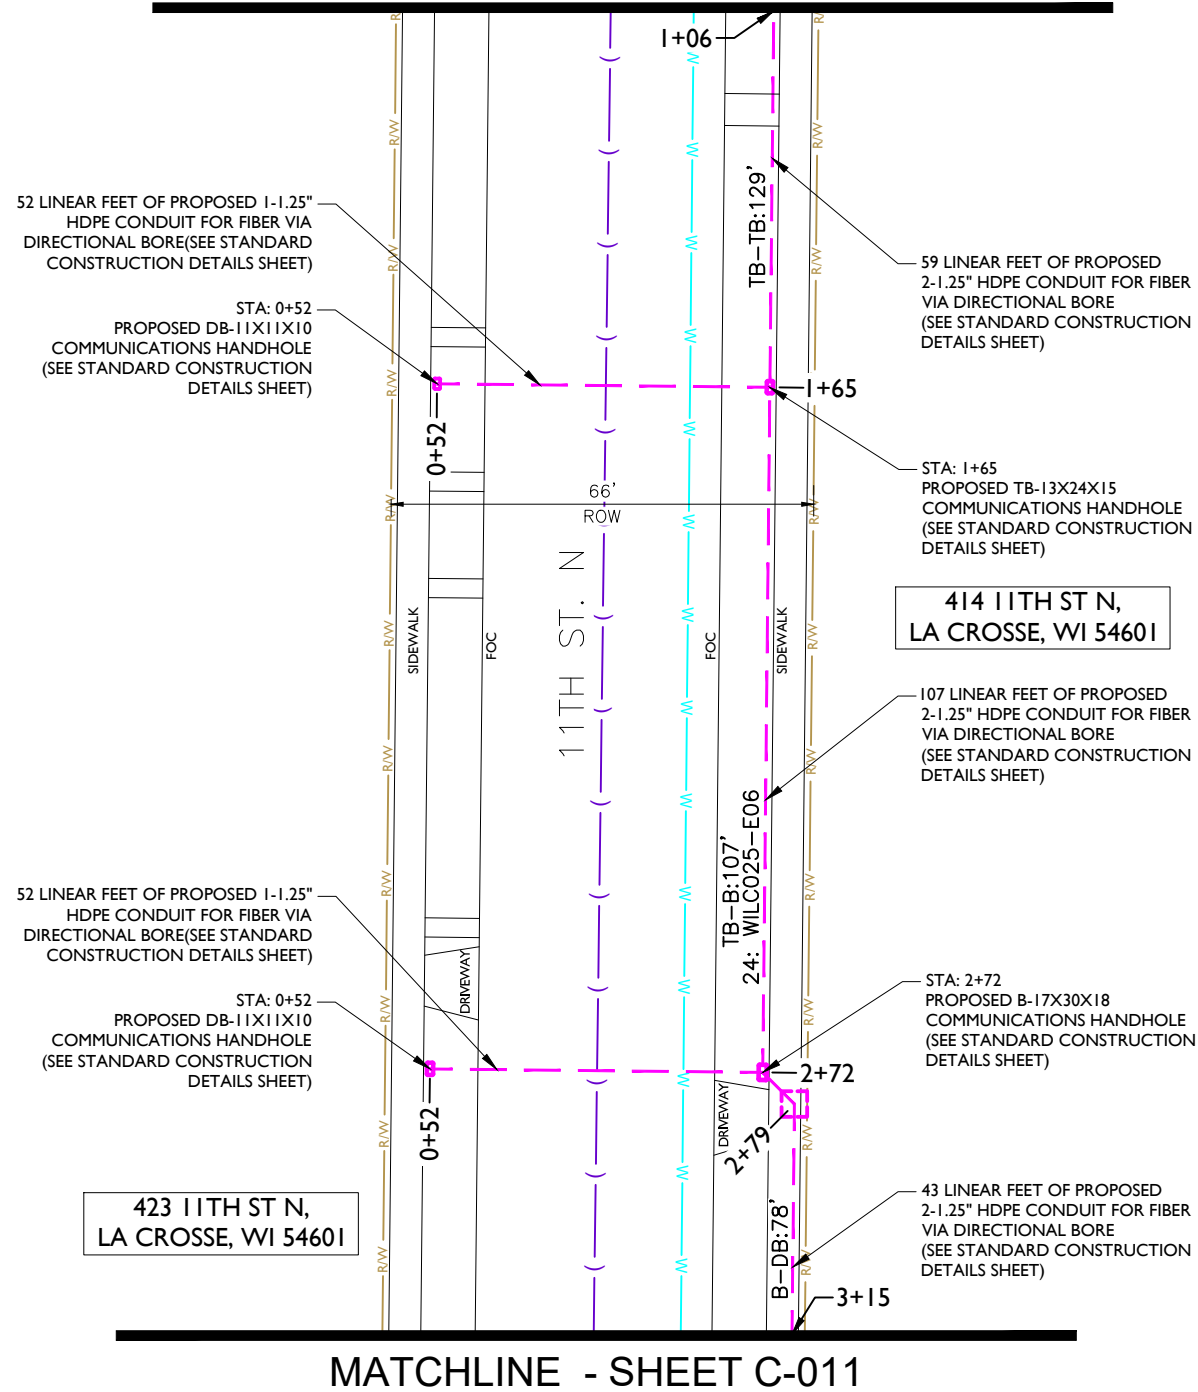 1+06
R/W
R/W
TB-TB:129'
52 LINEAR FEET OF PROPOSED 1-1.25"
HDPE CONDUIT FOR FIBER VIA
DIRECTIONAL BORE(SEE STANDARD
CONSTRUCTION DETAILS SHEET)
59 LINEAR FEET OF PROPOSED
2-1.25" HDPE CONDUIT FOR FIBER
VIA DIRECTIONAL BORE
(SEE STANDARD CONSTRUCTION
DETAILS SHEET)
STA: 0+52
PROPOSED DB-11X11X10
COMMUNICATIONS HANDHOLE
(SEE STANDARD CONSTRUCTION
DETAILS SHEET)
1+65
0+52
STA: 1+65
PROPOSED TB-13X24X15
COMMUNICATIONS HANDHOLE
(SEE STANDARD CONSTRUCTION
DETAILS SHEET)
66'
ROW
11TH ST. N
SIDEWALK
FOC
FOC
SIDEWALK
W
414 11TH ST N,
LA CROSSE, WI 54601
107 LINEAR FEET OF PROPOSED
2-1.25" HDPE CONDUIT FOR FIBER
VIA DIRECTIONAL BORE
(SEE STANDARD CONSTRUCTION
DETAILS SHEET)
TB-B:107'
24: WILC025-E06
52 LINEAR FEET OF PROPOSED 1-1.25"
HDPE CONDUIT FOR FIBER VIA
DIRECTIONAL BORE(SEE STANDARD
CONSTRUCTION DETAILS SHEET)
DRIVEWAY
STA: 0+52
PROPOSED DB-11X11X10
COMMUNICATIONS HANDHOLE
(SEE STANDARD CONSTRUCTION
DETAILS SHEET)
STA: 2+72
PROPOSED B-17X30X18
COMMUNICATIONS HANDHOLE
(SEE STANDARD CONSTRUCTION
DETAILS SHEET)
2+72
0+52
DRIVEWAY
2+79
423 11TH ST N,
LA CROSSE, WI 54601
B-DB:78'
43 LINEAR FEET OF PROPOSED
2-1.25" HDPE CONDUIT FOR FIBER
VIA DIRECTIONAL BORE
(SEE STANDARD CONSTRUCTION
DETAILS SHEET)
3+15
MATCHLINE - SHEET C-011